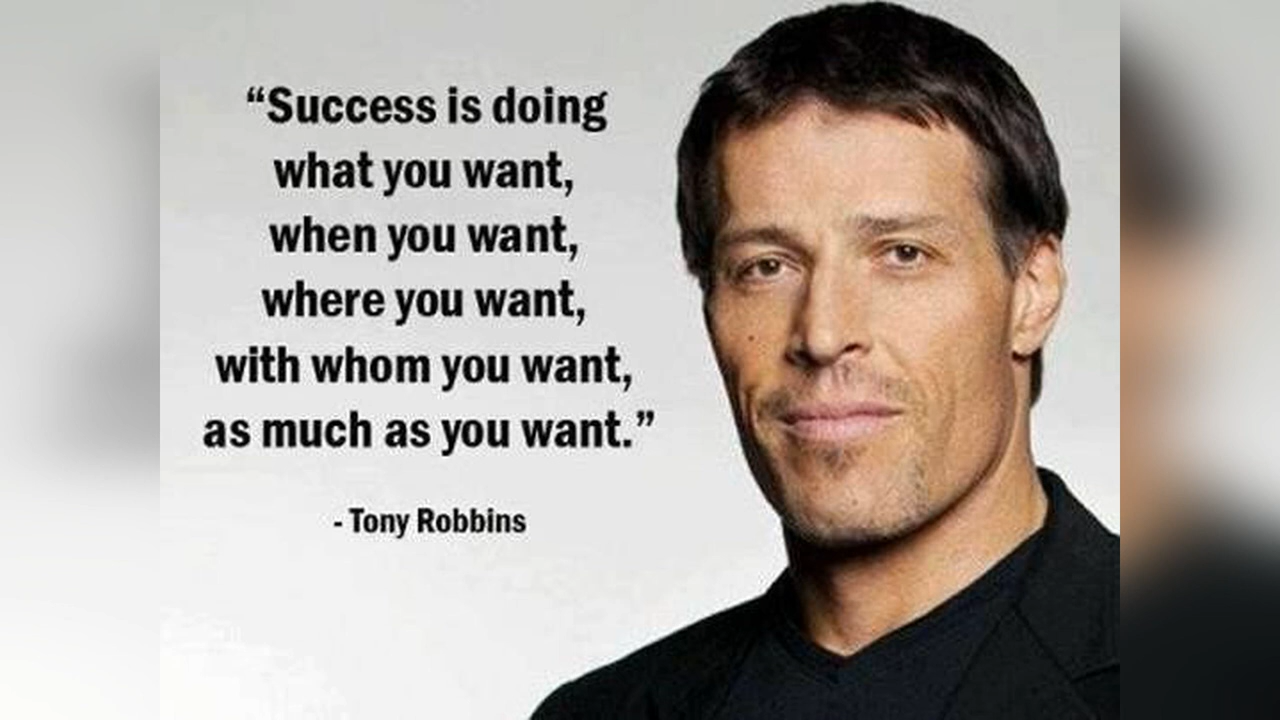 “Success is doing
what you want,
when you want,
where you want,
with whom you want,
as much as you want.”
- Tony Robbins